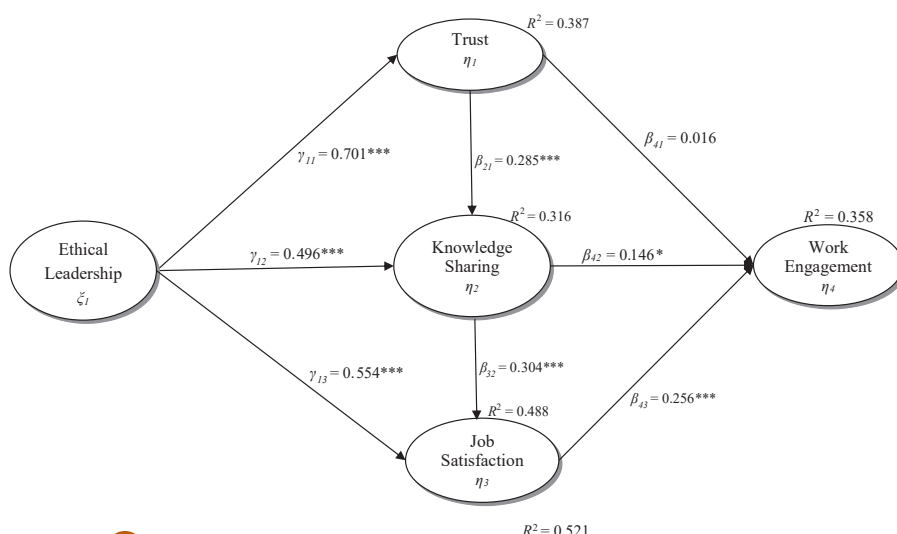 R² = 0.387
Trust
η₁
β₄₁ = 0.016
γ₁₁ = 0.701***
β₂₁ = 0.285***
R² = 0.316
R² = 0.358
Ethical
Leadership
ξ₁
γ₁₂ = 0.496***
Knowledge
Sharing
η₂
β₄₂ = 0.146*
Work
Engagement
η₄
γ₁₃ = 0.554***
β₃₂ = 0.304***
β₄₃ = 0.256***
R² = 0.488
Job
Satisfaction
η₃
R² = 0.521